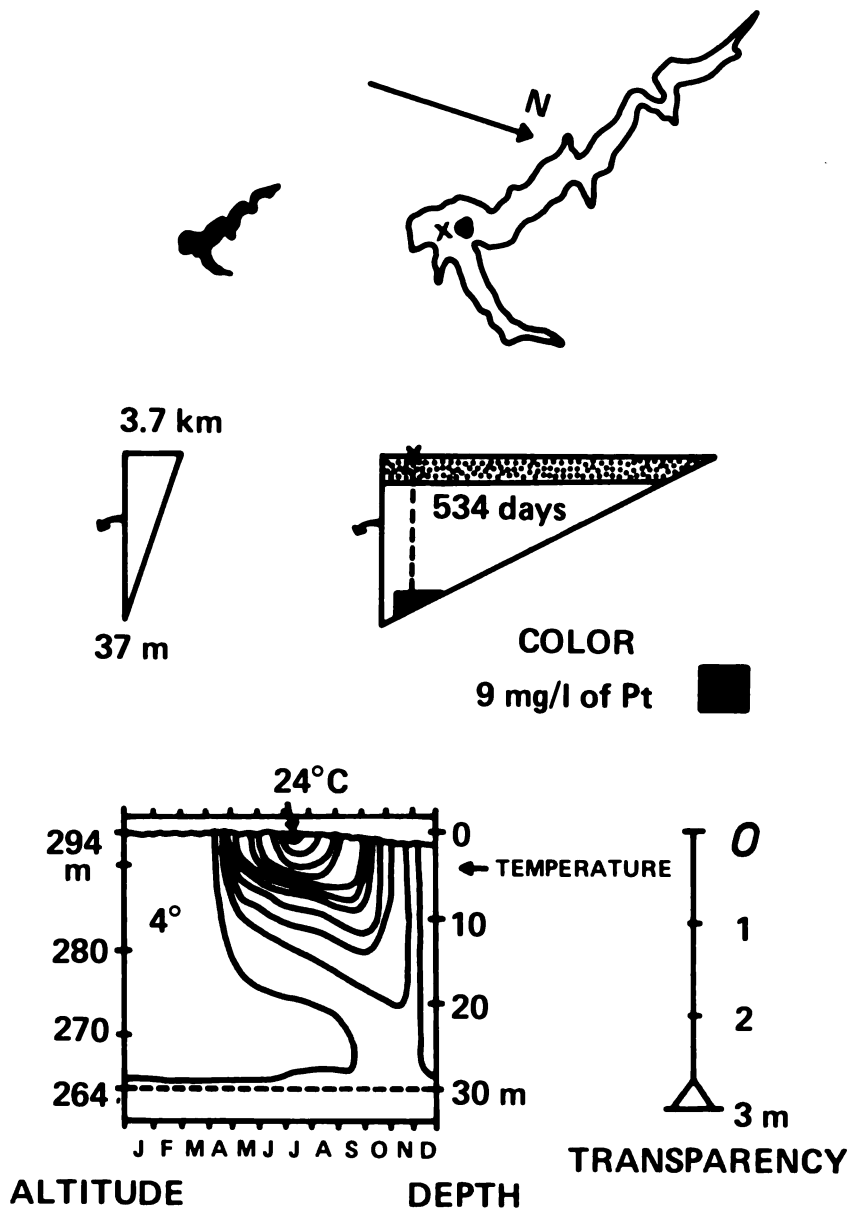 N
x
3.7 km
x
534 days
37 m
COLOR
9 mg/l of Pt
24°C
294
m
0
TEMPERATURE
0
4°
10
1
280
20
2
270
264
30 m
3 m
J F M A M J J A S O N D
TRANSPARENCY
ALTITUDE
DEPTH